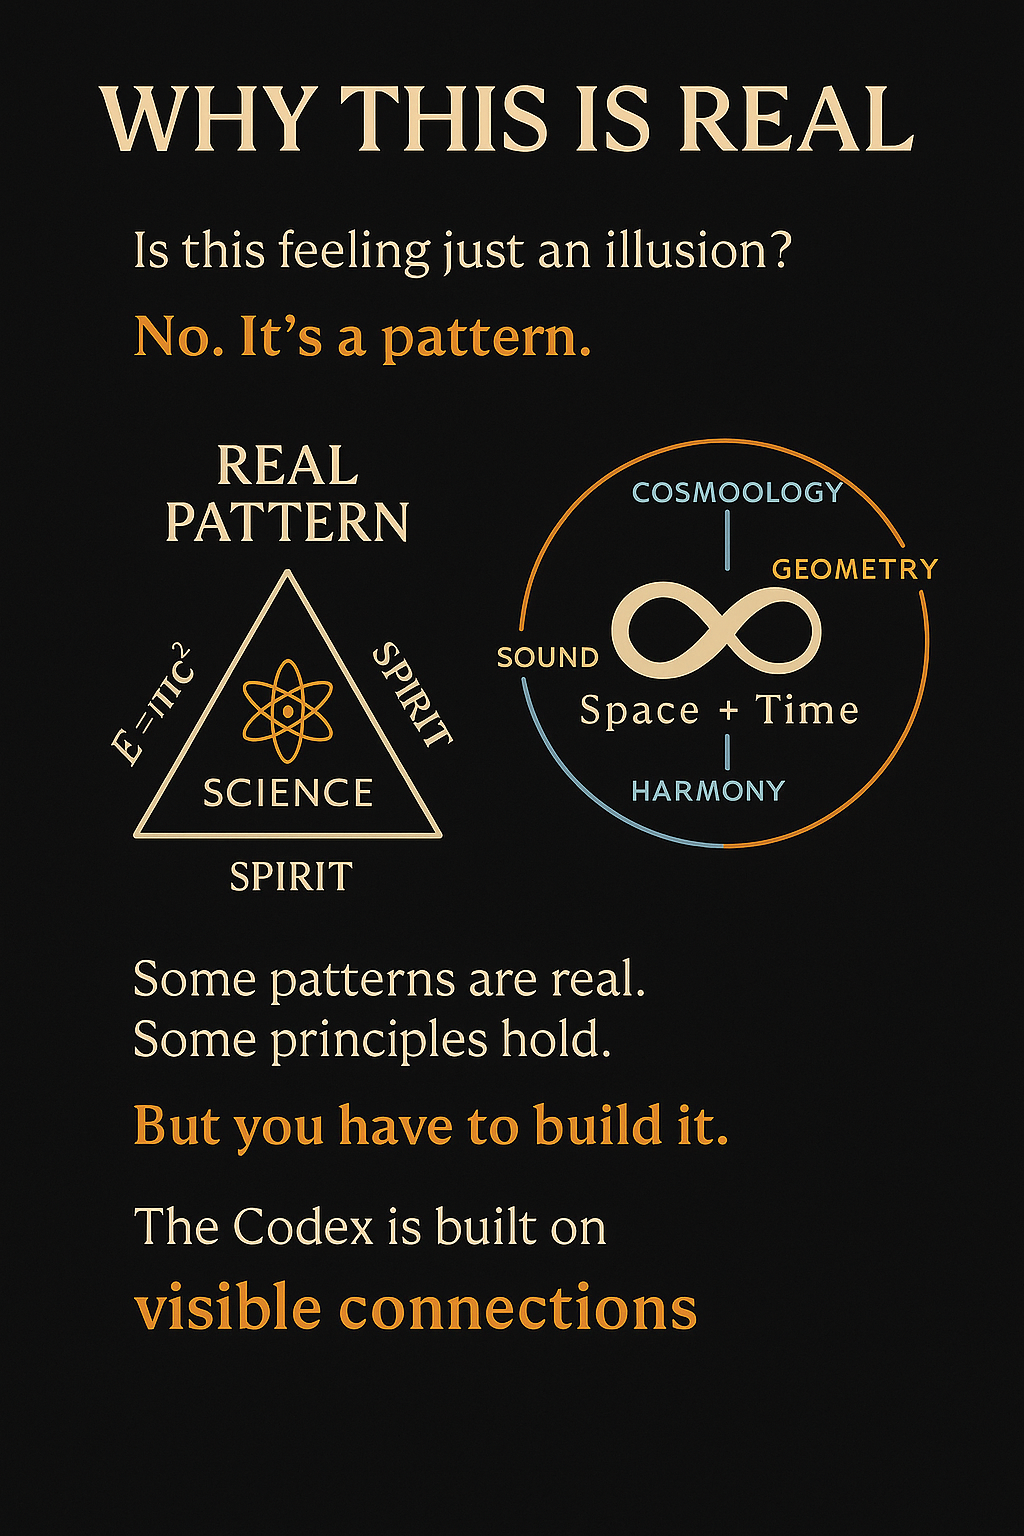 WHY THIS IS REAL
Is this feeling just an illusion?
No. It’s a pattern.
REAL
PATTERN
E=mc²
SPIRIT
SCIENCE
SPIRIT
COSMOOLOGY
GEOMETRY
SOUND
Space + Time
HARMONY
Some patterns are real.
Some principles hold.
But you have to build it.
The Codex is built on
visible connections